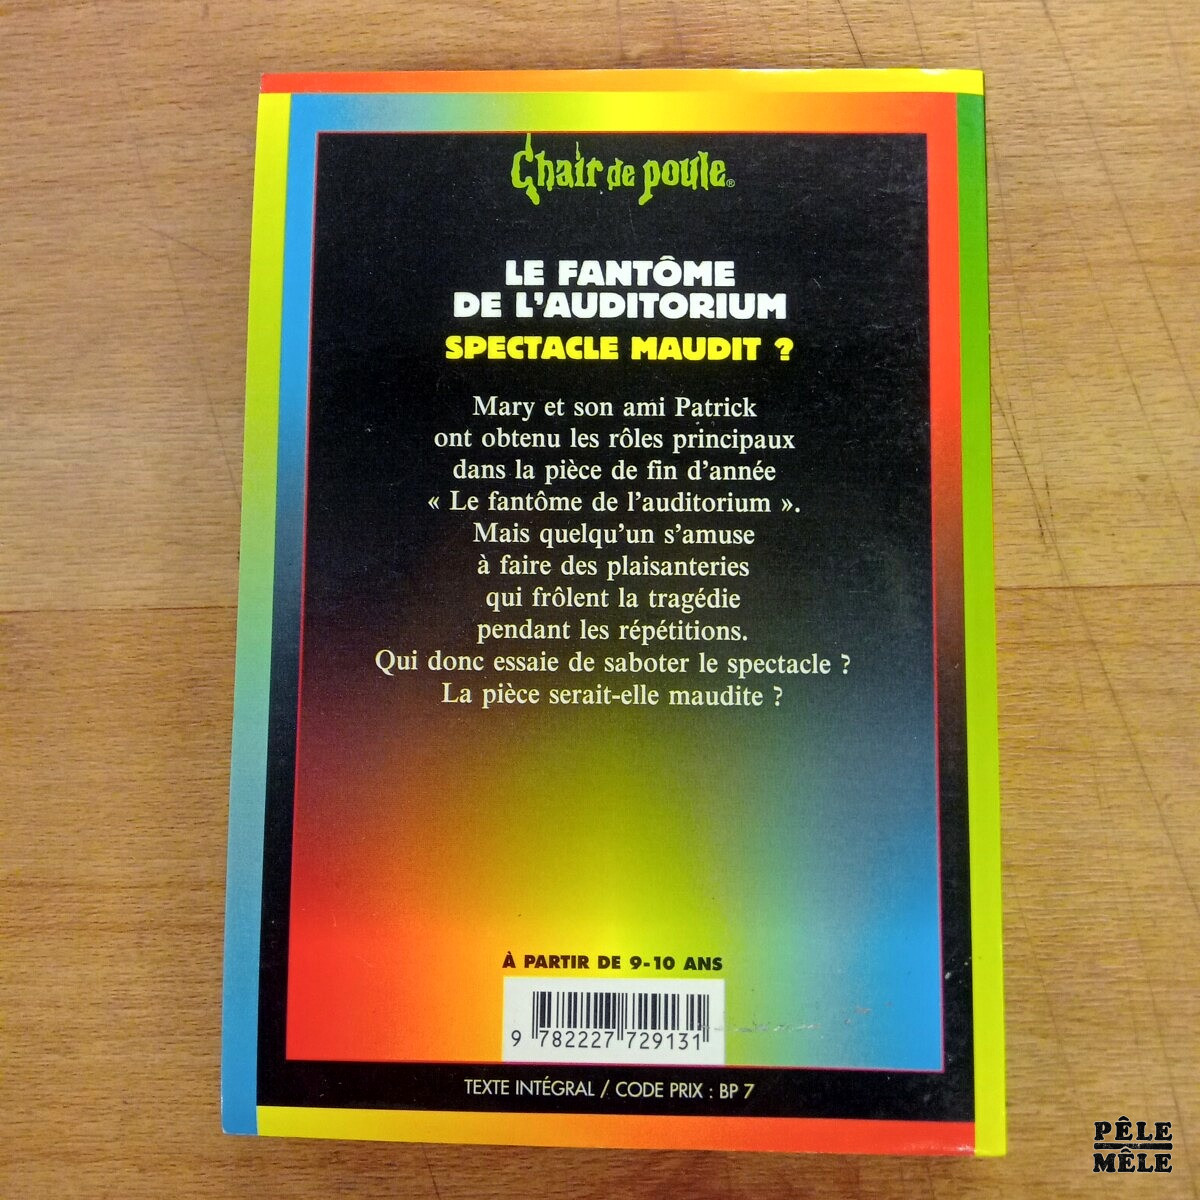 Chair de poule®
LE FANTÔME
DE L'AUDITORIUM
SPECTACLE MAUDIT ?
Mary et son ami Patrick
ont obtenu les rôles principaux
dans la pièce de fin d'année
« Le fantôme de l'auditorium ».
Mais quelqu'un s'amuse
à faire des plaisanteries
qui frôlent la tragédie
pendant les répétitions.
Qui donc essaie de saboter le spectacle ?
La pièce serait-elle maudite ?
À PARTIR DE 9-10 ANS
9 782227 729131
TEXTE INTÉGRAL / CODE PRIX : BP 7
PÊLE
MÊLE